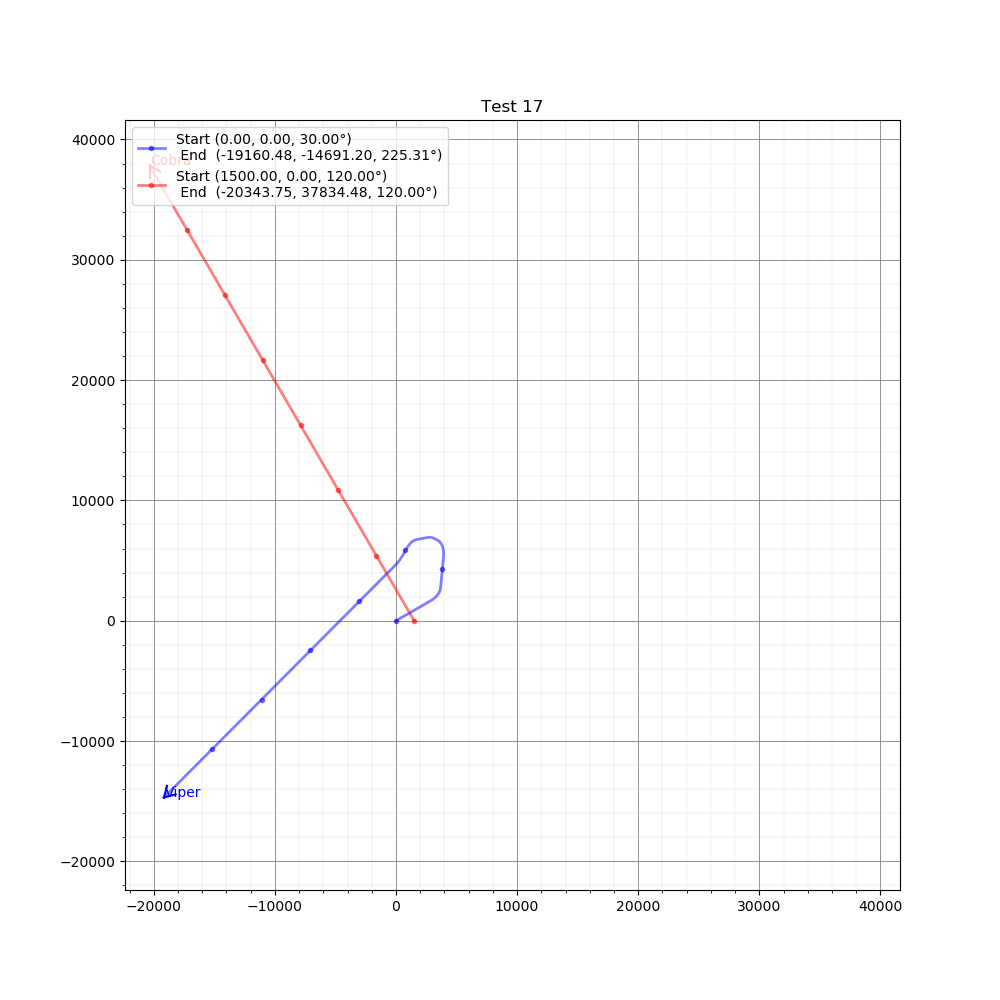 Test 17
Start (0.00, 0.00, 30.00°)
End (-19160.48, -14691.20, 225.31°)
Start (1500.00, 0.00, 120.00°)
End (-20343.75, 37834.48, 120.00°)
Cobra
40000
30000
20000
10000
0
−10000
−20000
Viper
−20000 −10000 0 10000 20000 30000 40000